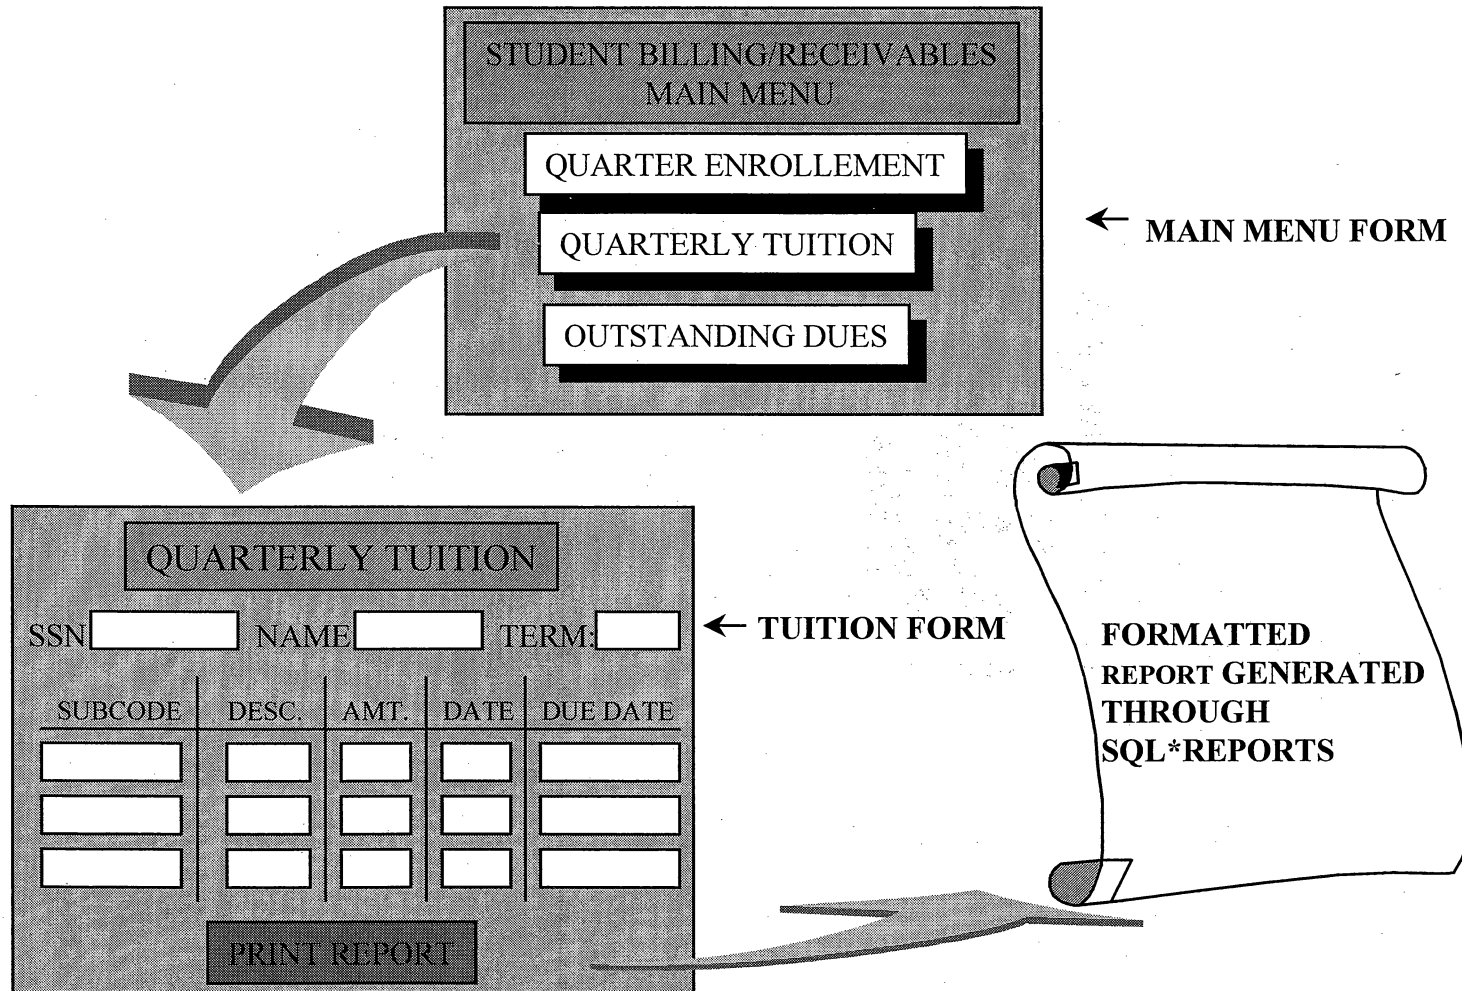 STUDENT BILLING/RECEIVABLES
MAIN MENU
QUARTER ENROLLEMENT
QUARTERLY TUITION
OUTSTANDING DUES
MAIN MENU FORM
QUARTERLY TUITION
SSN NAME TERM:
TUITION FORM
SUBCODE DESC. AMT. DATE DUE DATE
PRINT REPORT
FORMATTED
REPORT GENERATED
THROUGH
SQL*REPORTS